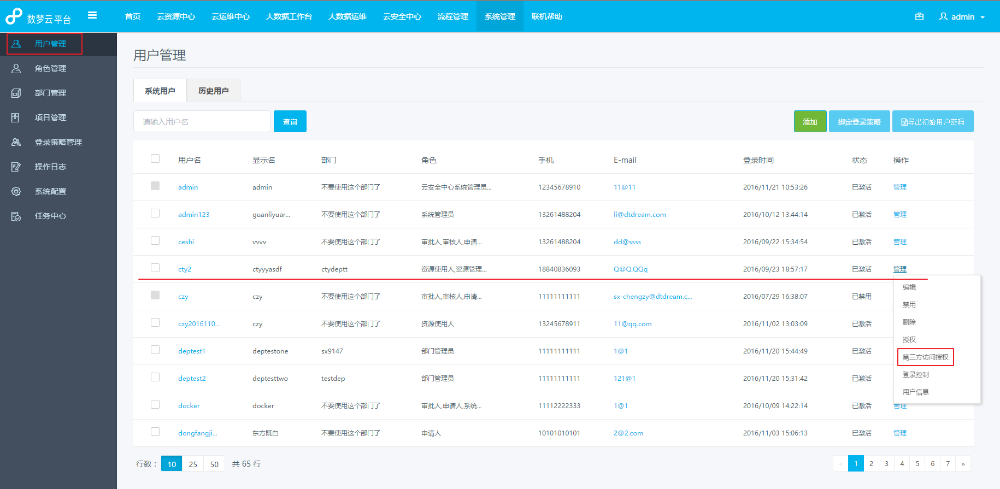 数梦云平台 首页 云资源中心 云运维中心 大数据工作台 大数据运维 云安全中心 流程管理 系统管理 联机帮助 admin
用户管理
角色管理
部门管理
项目管理
登录策略管理
操作日志
系统配置
任务中心
用户管理
系统用户 历史用户
请输入用户名 查询 添加 绑定登录策略 导出初始用户密码
用户名 显示名 部门 角色 手机 E-mail 登录时间 状态 操作
admin admin 不要使用这个部门了 云安全中心系统管理员... 12345678910 11@11 2016/11/21 10:53:26 已激活 管理
admin123 guanliyuar... 不要使用这个部门了 系统管理员 13261488204 li@dtdream.com 2016/10/12 13:44:14 已激活 管理
ceshi vvvv 不要使用这个部门了 审批人,审核人,申请... 13261488204 dd@ssss 2016/09/22 15:34:54 已激活 管理
cty2 ctyyyasdf ctydeptt 资源使用人,资源管理... 18840836093 Q@Q.QQq 2016/09/23 18:57:17 已激活 管理
czy czy 不要使用这个部门了 审批人,审核人,申请... 11111111111 sx-chengzy@dtdream.c... 2016/07/29 16:38:07 已禁用
czy2016110... czy 不要使用这个部门了 资源使用人 13245678911 11@qq.com 2016/11/02 13:03:09 已激活
deptest1 deptestone sx9147 部门管理员 11111111111 1@1 2016/11/20 15:44:49 已激活
deptest2 deptesttwo testdep 部门管理员 11111111111 121@1 2016/11/20 15:31:42 已激活
docker docker 不要使用这个部门了 审批人,申请人,系统... 11112222333 1@1 2016/10/09 14:22:14 已激活 管理
dongfangji... 东方既白 不要使用这个部门了 申请人 10101010101 2@2.com 2016/11/03 15:06:13 已激活 管理
编辑
禁用
删除
授权
第三方访问授权
登录控制
用户信息
行数： 10 25 50 共 65 行 « 1 2 3 4 5 6 7 »